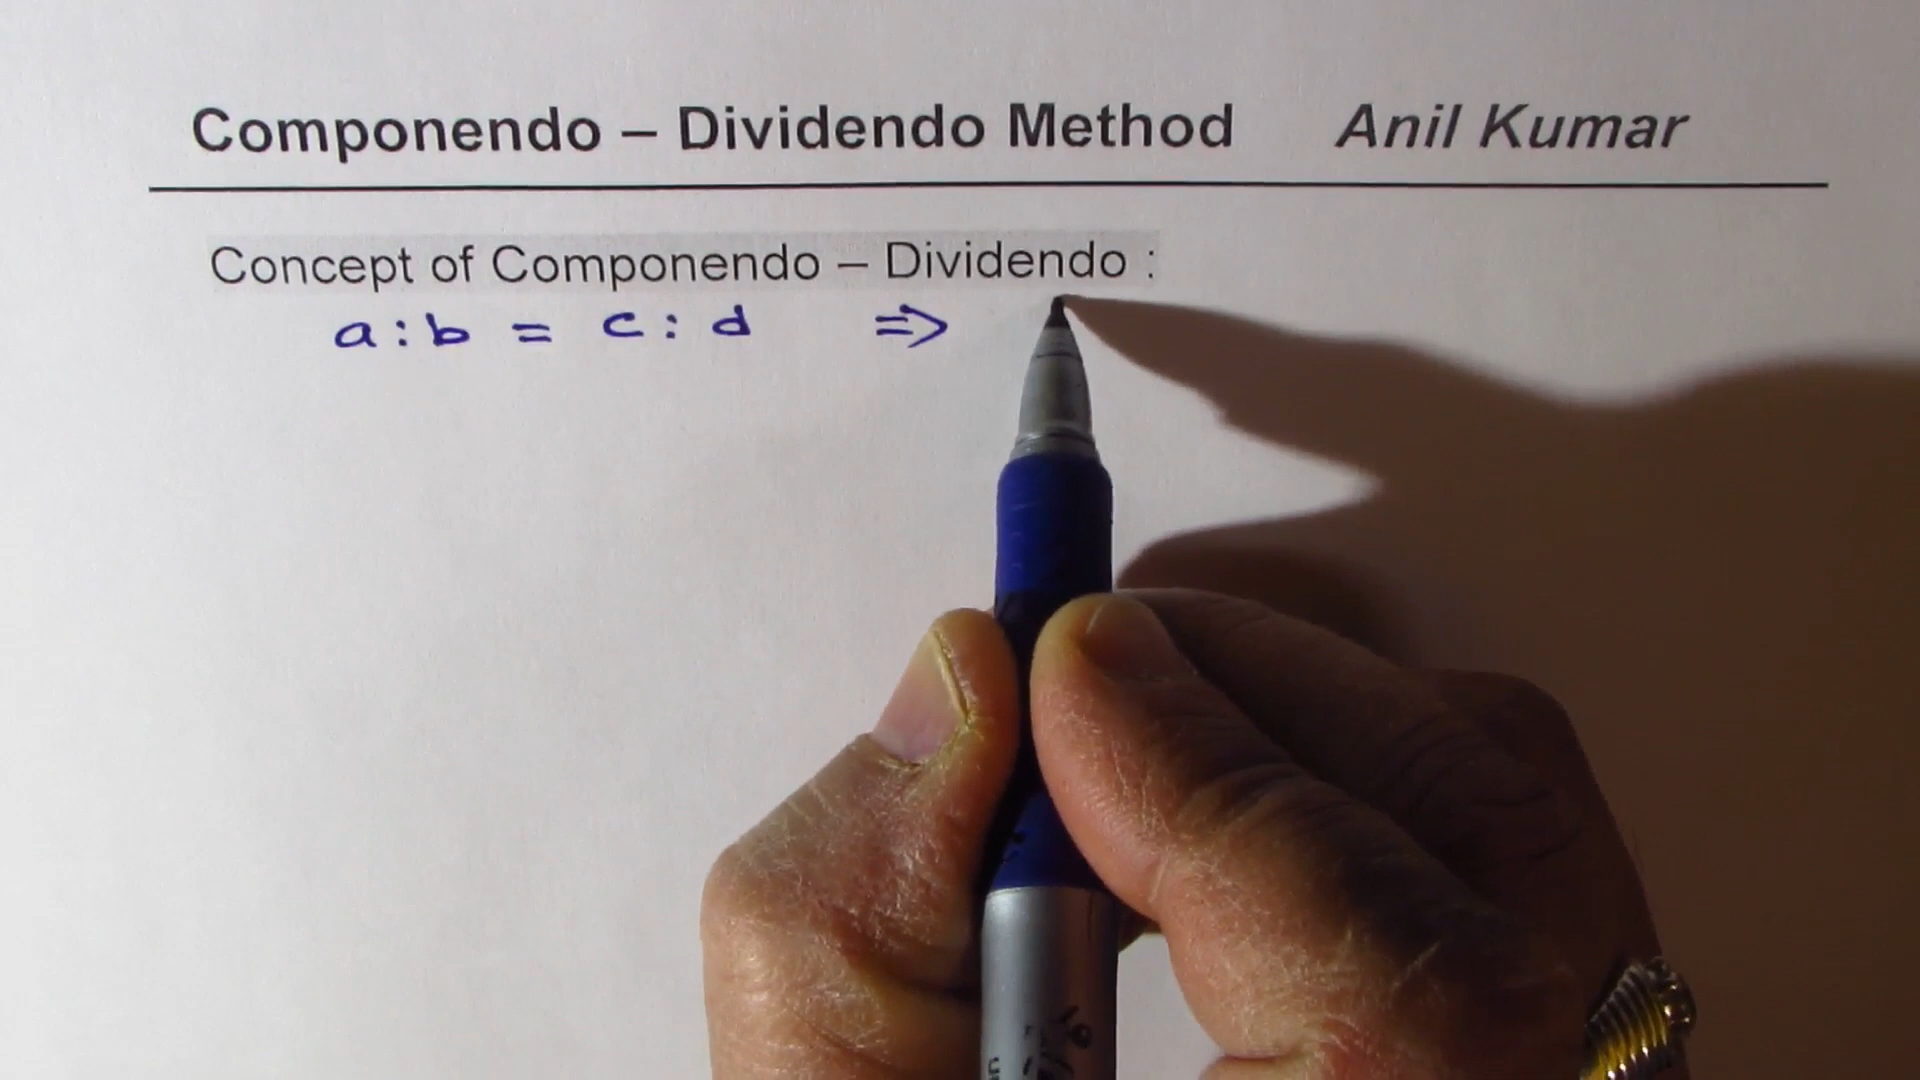 Componendo – Dividendo Method Anil Kumar
Concept of Componendo – Dividendo :
a : b = c : d ⇒